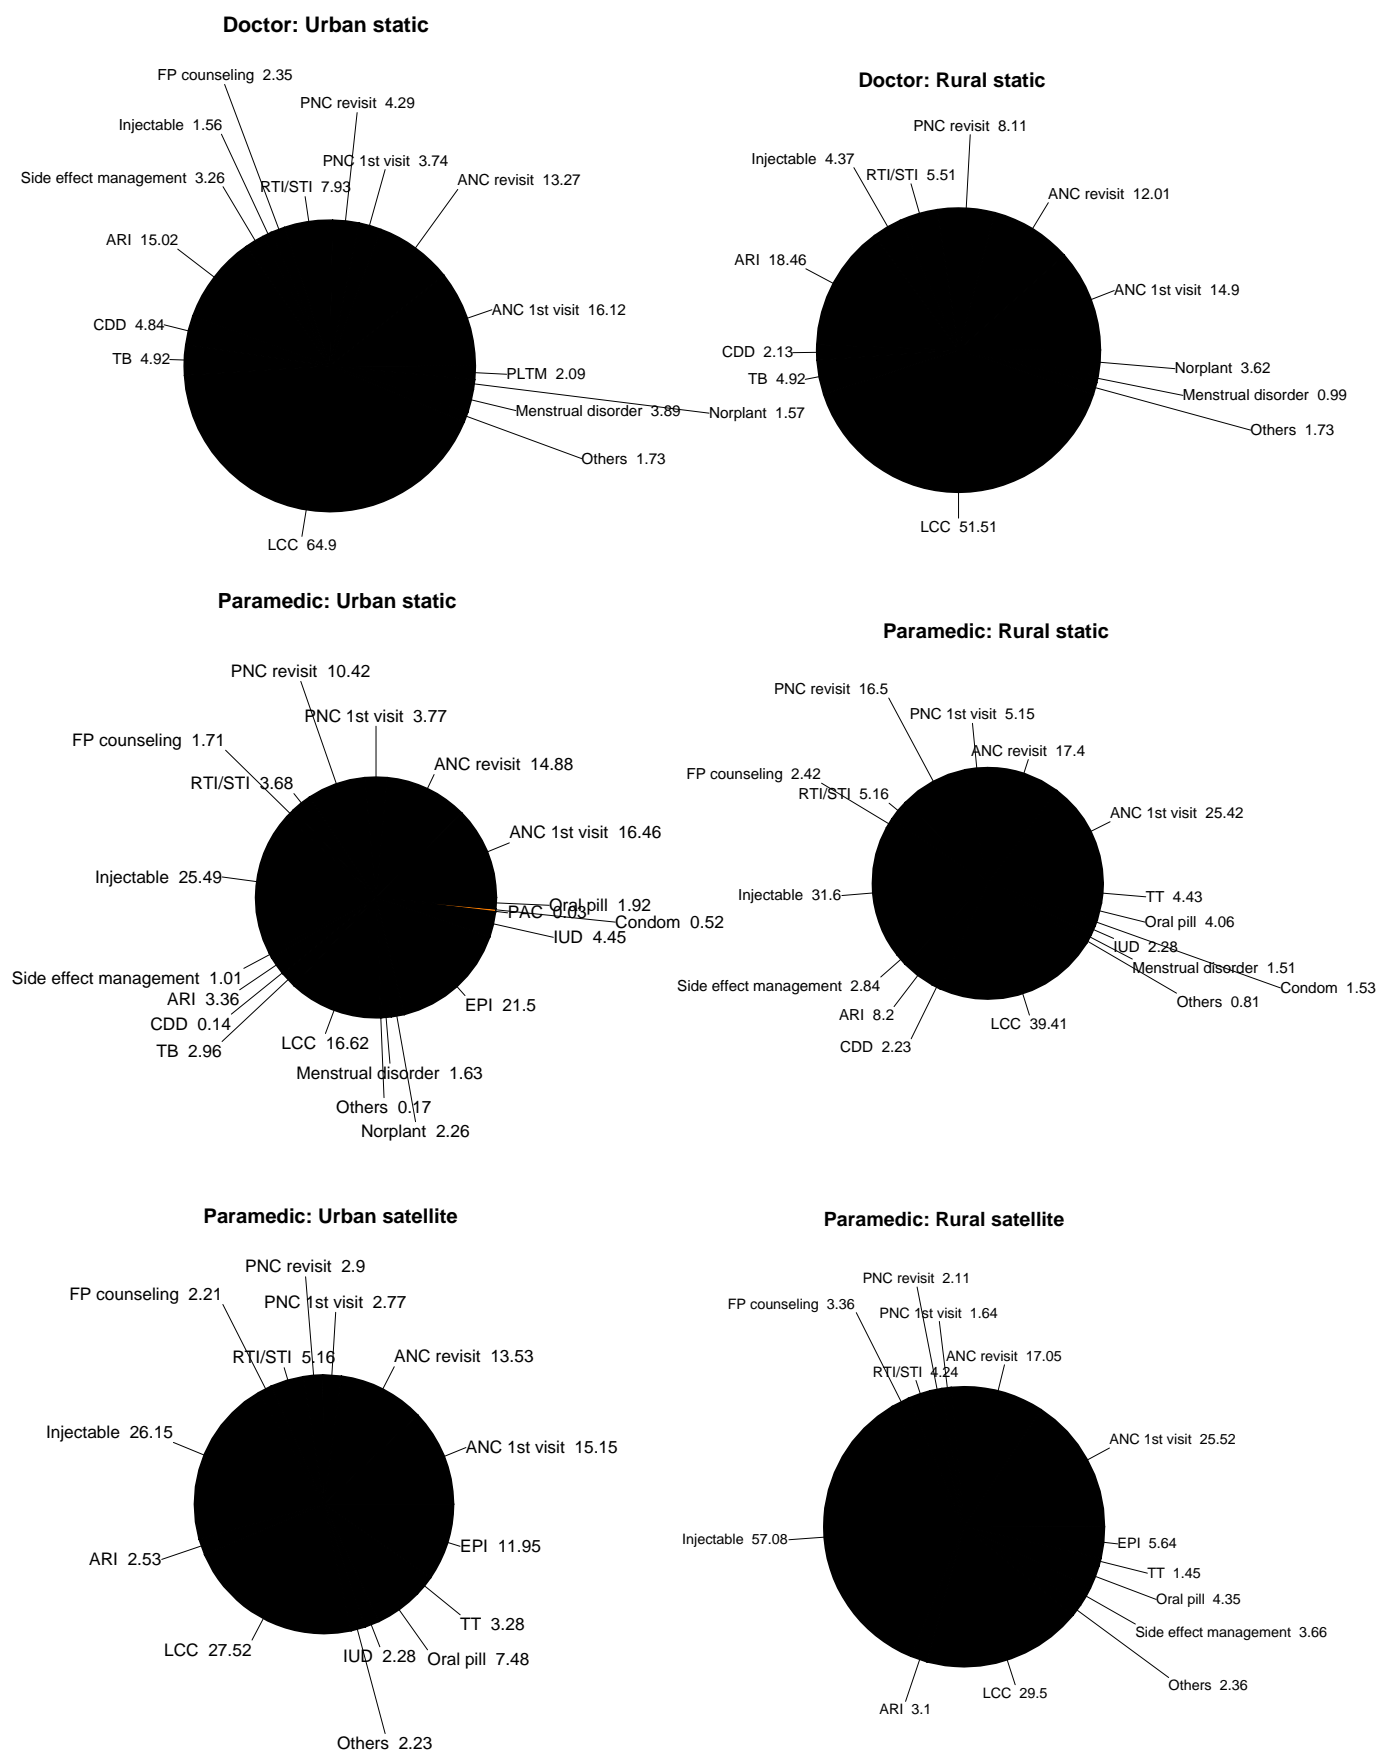 Doctor: Urban static
FP counseling 2.35
PNC revisit 4.29
Injectable 1.56
PNC 1st visit 3.74
Side effect management 3.26
RTI/STI 7.93
ANC revisit 13.27
ARI 15.02
ANC 1st visit 16.12
CDD 4.84
TB 4.92
PLTM 2.09
Menstrual disorder 3.89
Norplant 1.57
Others 1.73
LCC 64.9
Doctor: Rural static
PNC revisit 8.11
Injectable 4.37
RTI/STI 5.51
ANC revisit 12.01
ARI 18.46
ANC 1st visit 14.9
CDD 2.13
TB 4.92
Norplant 3.62
Menstrual disorder 0.99
Others 1.73
LCC 51.51
Paramedic: Urban static
PNC revisit 10.42
PNC 1st visit 3.77
FP counseling 1.71
ANC revisit 14.88
RTI/STI 3.68
ANC 1st visit 16.46
Injectable 25.49
Oral pill 1.92
PAC 0.03
Condom 0.52
IUD 4.45
Side effect management 1.01
ARI 3.36
EPI 21.5
CDD 0.14
TB 2.96
LCC 16.62
Menstrual disorder 1.63
Others 0.17
Norplant 2.26
Paramedic: Rural static
PNC revisit 16.5
PNC 1st visit 5.15
ANC revisit 17.4
FP counseling 2.42
RTI/STI 5.16
ANC 1st visit 25.42
Injectable 31.6
TT 4.43
Oral pill 4.06
IUD 2.28
Menstrual disorder 1.51
Condom 1.53
Side effect management 2.84
Others 0.81
ARI 8.2
LCC 39.41
CDD 2.23
Paramedic: Urban satellite
PNC revisit 2.9
FP counseling 2.21
PNC 1st visit 2.77
RTI/STI 5.16
ANC revisit 13.53
Injectable 26.15
ANC 1st visit 15.15
EPI 11.95
ARI 2.53
TT 3.28
LCC 27.52
IUD 2.28
Oral pill 7.48
Others 2.23
Paramedic: Rural satellite
PNC revisit 2.11
FP counseling 3.36
PNC 1st visit 1.64
ANC revisit 17.05
RTI/STI 4.24
ANC 1st visit 25.52
Injectable 57.08
EPI 5.64
TT 1.45
Oral pill 4.35
Side effect management 3.66
Others 2.36
LCC 29.5
ARI 3.1